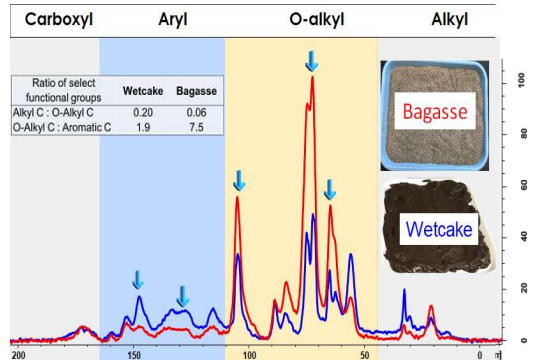 Carboxyl Aryl O-alkyl Alkyl
Ratio of select functional groups Wetcake Bagasse
Alkyl C : O-Alkyl C 0.20 0.06
O-Alkyl C : Aromatic C 1.9 7.5
Bagasse
Wetcake
100
80
60
40
20
0
200 150 100 50